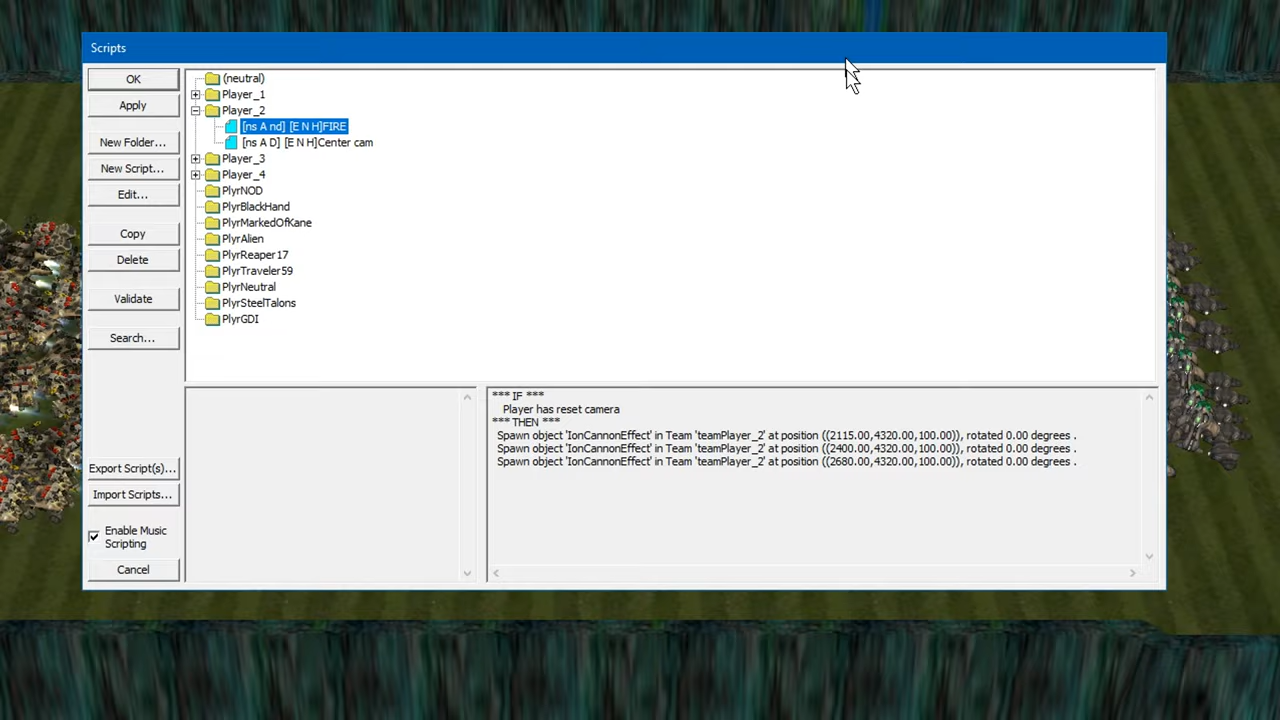 Scripts
OK
Apply
New Folder...
New Script...
Edit...
Copy
Delete
Validate
Search...
Export Script(s)...
Import Scripts...
Enable Music
Scripting
Cancel
(neutral)
Player_1
Player_2
[ns A nd] [E N H]FIRE
[ns A D] [E N H]Center cam
Player_3
Player_4
PlyrNOD
PlyrBlackHand
PlyrMarkedOfKane
PlyrAlien
PlyrReaper17
PlyrTraveler59
PlyrNeutral
PlyrSteelTalons
PlyrGDI
*** IF ***
Player has reset camera
*** THEN ***
Spawn object 'IonCannonEffect' in Team 'teamPlayer_2' at position ((2115.00,4320.00,100.00)), rotated 0.00 degrees .
Spawn object 'IonCannonEffect' in Team 'teamPlayer_2' at position ((2400.00,4320.00,100.00)), rotated 0.00 degrees .
Spawn object 'IonCannonEffect' in Team 'teamPlayer_2' at position ((2680.00,4320.00,100.00)), rotated 0.00 degrees .